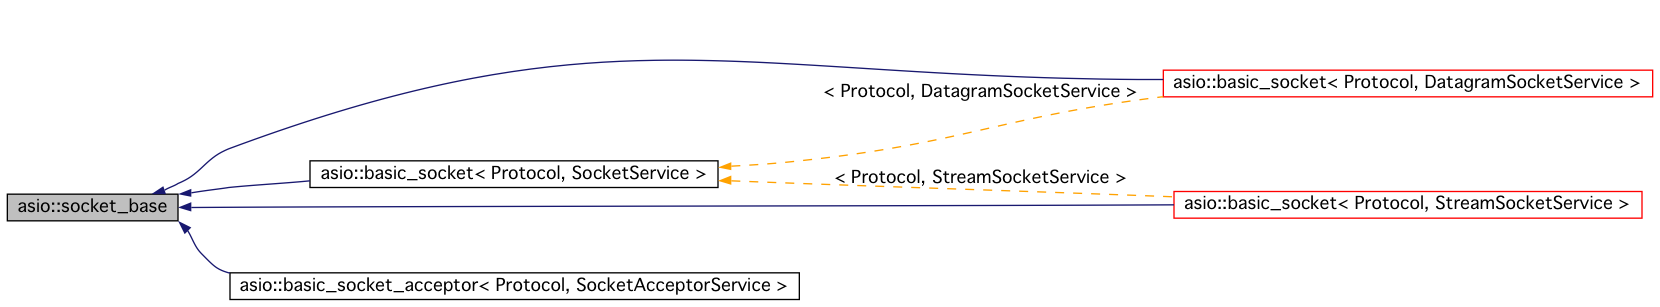 asio::basic_socket< Protocol, DatagramSocketService >
< Protocol, DatagramSocketService >
asio::basic_socket< Protocol, SocketService >
< Protocol, StreamSocketService >
asio::socket_base
asio::basic_socket< Protocol, StreamSocketService >
asio::basic_socket_acceptor< Protocol, SocketAcceptorService >